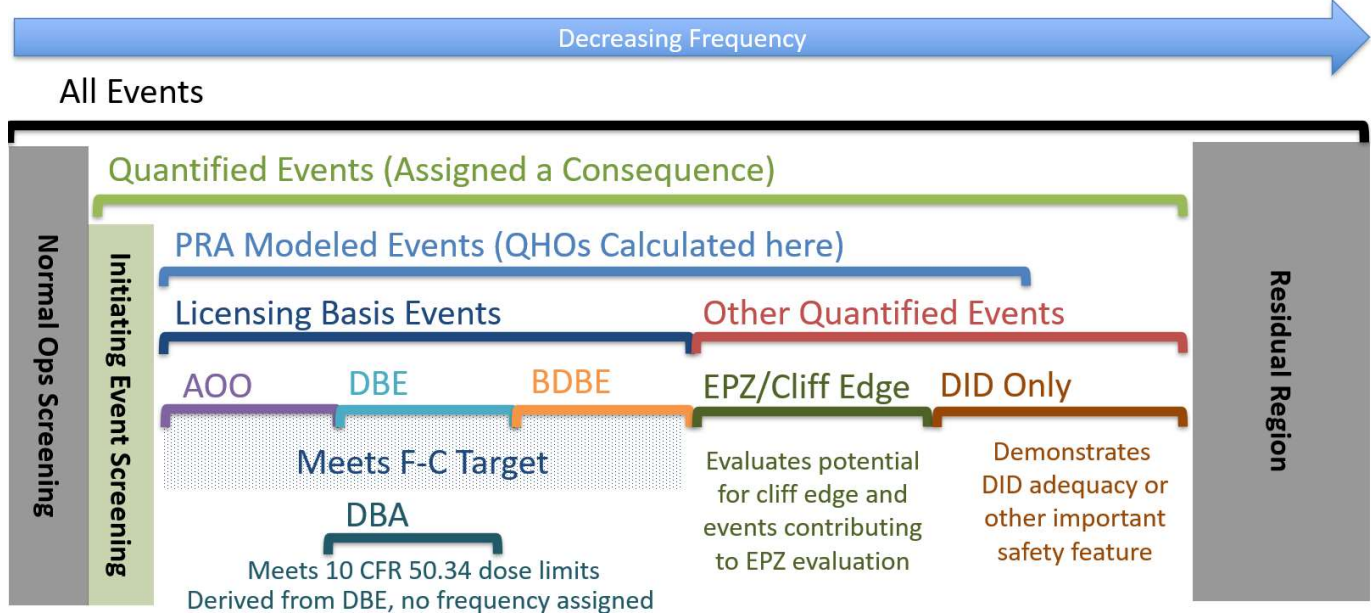 Decreasing Frequency
All Events
Normal Ops Screening
Quantified Events (Assigned a Consequence)
Initiating Event Screening
PRA Modeled Events (QHOs Calculated here)
Licensing Basis Events
Other Quantified Events
AOO
DBE
BDBE
EPZ/Cliff Edge
DID Only
Meets F-C Target
Evaluates potential
for cliff edge and
events contributing
to EPZ evaluation
Demonstrates
DID adequacy or
other important
safety feature
DBA
Meets 10 CFR 50.34 dose limits
Derived from DBE, no frequency assigned
Residual Region